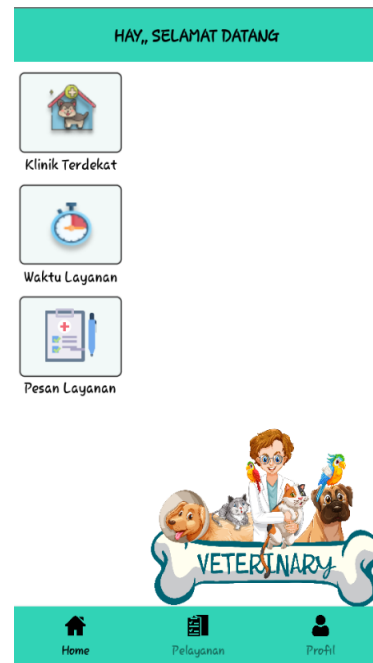 HAY,, SELAMAT DATANG
Klinik Terdekat
Waktu Layanan
Pesan Layanan
VETERINARY
Home
Pelayanan
Profil